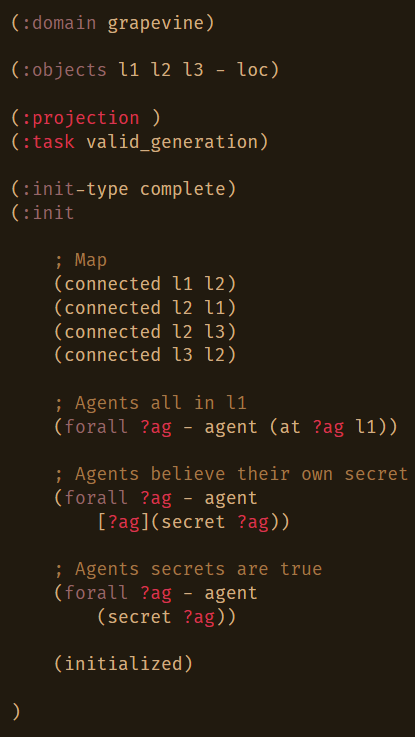 (:domain grapevine)
(:objects l1 l2 l3 - loc)
(:projection )
(:task valid_generation)
(:init-type complete)
(:init
; Map
(connected l1 l2)
(connected l2 l1)
(connected l2 l3)
(connected l3 l2)
; Agents all in l1
(forall ?ag - agent (at ?ag l1))
; Agents believe their own secret
(forall ?ag - agent
[?ag](secret ?ag))
; Agents secrets are true
(forall ?ag - agent
(secret ?ag))
(initialized)
)